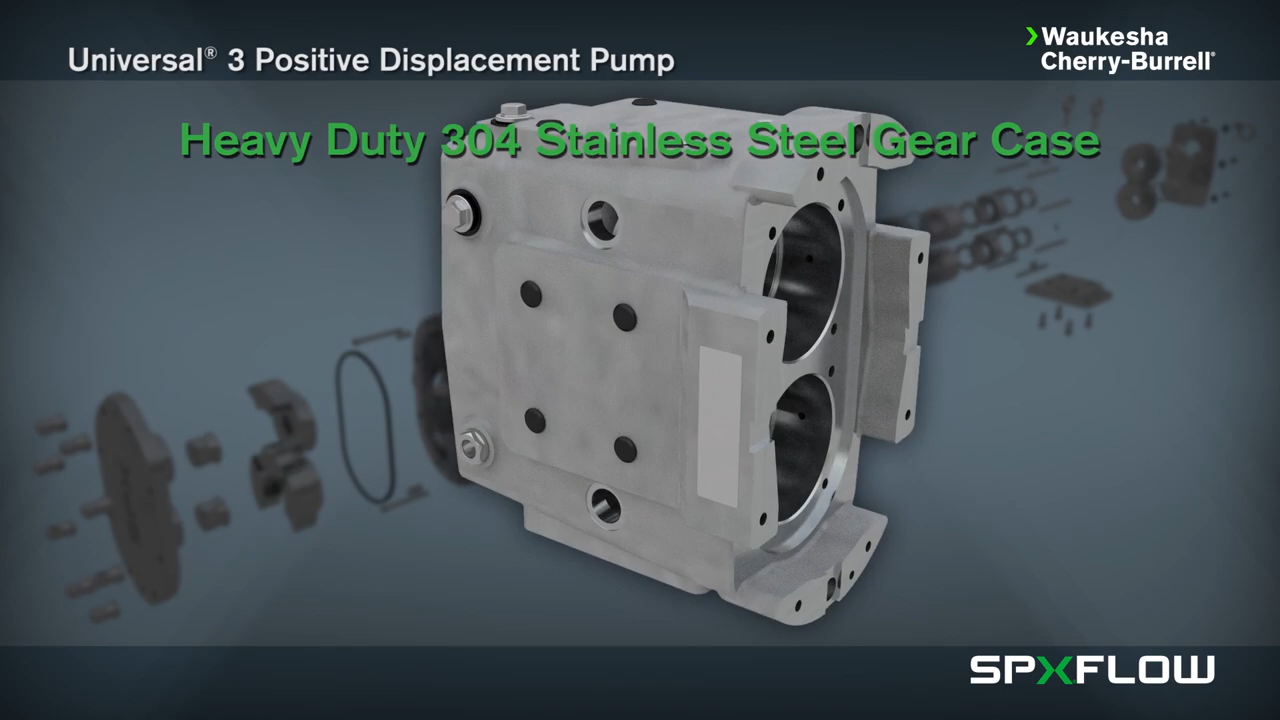 Universal® 3 Positive Displacement Pump
Waukesha
Cherry-Burrell®
Heavy Duty 304 Stainless Steel Gear Case
SPXFLOW